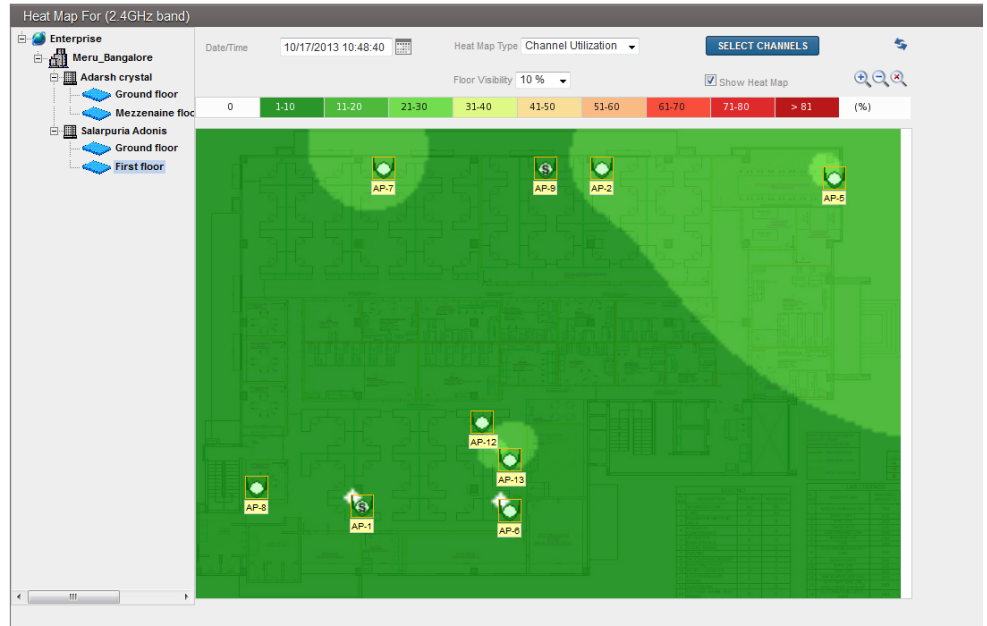 Heat Map For (2.4GHz band)
Enterprise
Meru_Bangalore
Adarsh crystal
Ground floor
Mezzenaine floo
Salarpuria Adonis
Ground floor
First floor
Date/Time 10/17/2013 10:48:40 Heat Map Type Channel Utilization SELECT CHANNELS
Floor Visibility 10 % Show Heat Map
0 1-10 11-20 21-30 31-40 41-50 51-60 61-70 71-80 > 81 (%)
AP-7
S
AP-9
AP-2
AP-5
AP-12
AP-13
AP-8
S
AP-1
AP-6